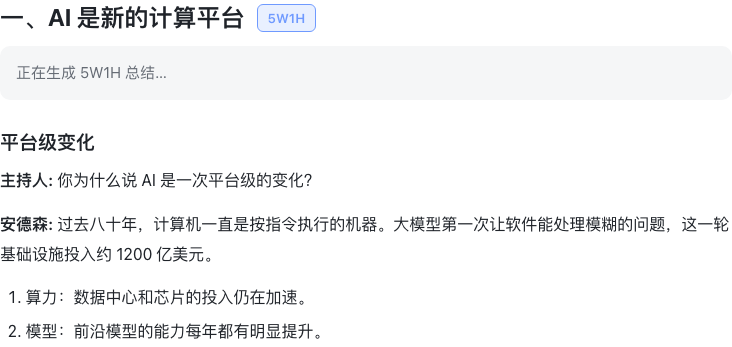 一、AI 是新的计算平台 5W1H
正在生成 5W1H 总结...
平台级变化
主持人: 你为什么说 AI 是一次平台级的变化？
安德森: 过去八十年，计算机一直是按指令执行的机器。大模型第一次让软件能处理模糊的问题，这一轮
基础设施投入约 1200 亿美元。
1. 算力：数据中心和芯片的投入仍在加速。
2. 模型：前沿模型的能力每年都有明显提升。